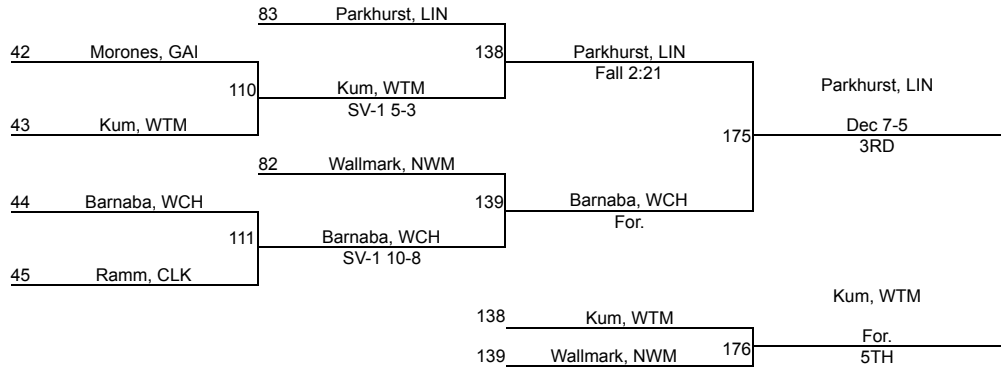 83 Parkhurst, LIN
42 Morones, GAI
138
Parkhurst, LIN
Fall 2:21
110
Kum, WTM
SV-1 5-3
Parkhurst, LIN
43 Kum, WTM
175
Dec 7-5
3RD
82 Wallmark, NWM
44 Barnaba, WCH
139
Barnaba, WCH
For.
111
Barnaba, WCH
SV-1 10-8
45 Ramm, CLK
Kum, WTM
138 Kum, WTM
176
For.
5TH
139 Wallmark, NWM